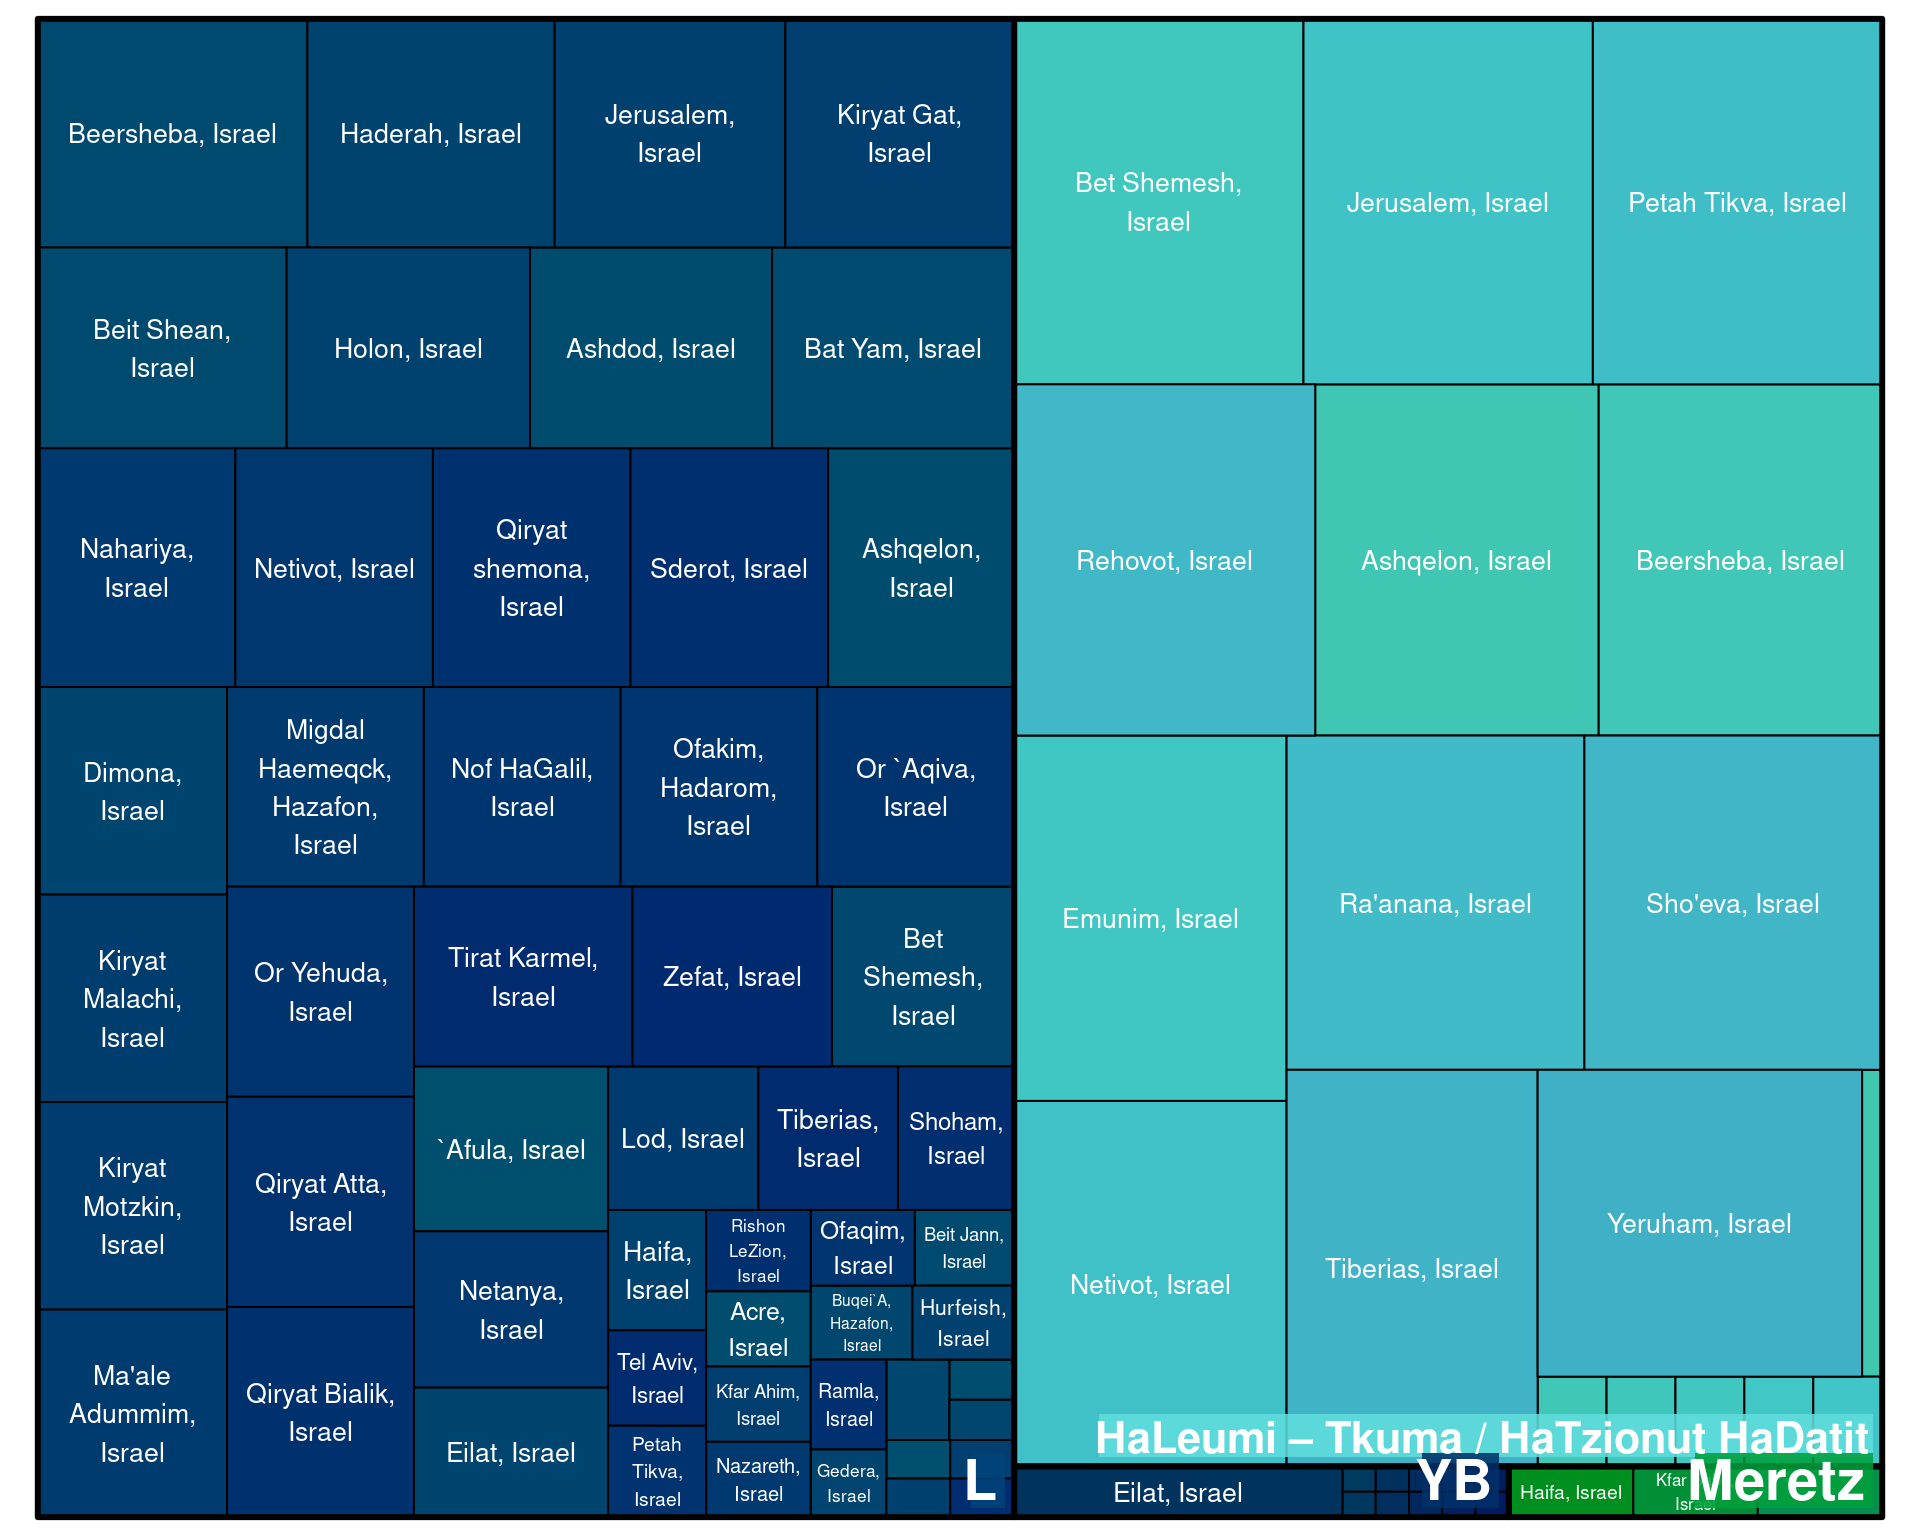 Beersheba, Israel
Haderah, Israel
Jerusalem,
Israel
Kiryat Gat,
Israel
Beit Shean,
Israel
Holon, Israel
Ashdod, Israel
Bat Yam, Israel
Nahariya,
Israel
Netivot, Israel
Qiryat
shemona,
Israel
Sderot, Israel
Ashqelon,
Israel
Dimona,
Israel
Migdal
Haemeqck,
Hazafon,
Israel
Nof HaGalil,
Israel
Ofakim,
Hadarom,
Israel
Or `Aqiva,
Israel
Kiryat
Malachi,
Israel
Or Yehuda,
Israel
Tirat Karmel,
Israel
Zefat, Israel
Bet
Shemesh,
Israel
Kiryat
Motzkin,
Israel
Qiryat Atta,
Israel
`Afula, Israel
Lod, Israel
Tiberias,
Israel
Shoham,
Israel
Ma'ale
Adummim,
Israel
Qiryat Bialik,
Israel
Netanya,
Israel
Eilat, Israel
Haifa,
Israel
Rishon
LeZion,
Israel
Ofaqim,
Israel
Beit Jann,
Israel
Acre,
Israel
Buqei`A,
Hazafon,
Israel
Hurfeish,
Israel
Tel Aviv,
Israel
Kfar Ahim,
Israel
Ramla,
Israel
Petah
Tikva,
Israel
Nazareth,
Israel
Gedera,
Israel
L
Bet Shemesh,
Israel
Jerusalem, Israel
Petah Tikva, Israel
Rehovot, Israel
Ashqelon, Israel
Beersheba, Israel
Emunim, Israel
Ra'anana, Israel
Sho'eva, Israel
Netivot, Israel
Tiberias, Israel
Yeruham, Israel
HaLeumi – Tkuma / HaTzionut HaDatit
Eilat, Israel
YB
Haifa, Israel
Kfar
Israel
Meretz